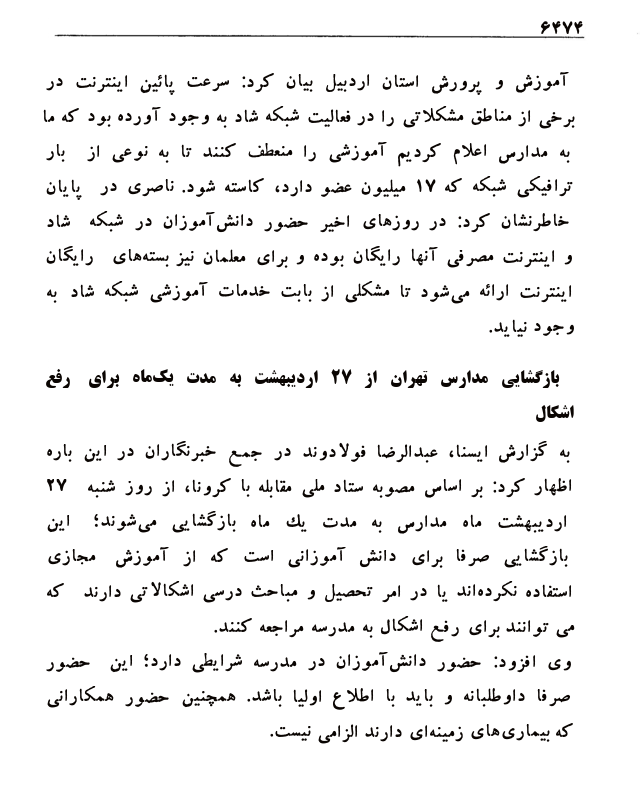 ۶۴۷۴
آموزش و پرورش استان اردبیل بیان کرد: سرعت پائین اینترنت در
برخی از مناطق مشکلاتی را در فعالیت شبکه شاد به وجود آورده بود که ما
به مدارس اعلام کردیم آموزشی را منعطف کنند تا به نوعی از بار
ترافیکی شبکه که ۱۷ میلیون عضو دارد، کاسته شود. ناصری در پایان
خاطرنشان کرد: در روزهای اخیر حضور دانش‌آموزان در شبکه شاد
و اینترنت مصرفی آنها رایگان بوده و برای معلمان نیز بسته‌های رایگان
اینترنت ارائه می‌شود تا مشکلی از بابت خدمات آموزشی شبکه شاد به
وجود نیاید.
بازگشایی مدارس تهران از ۲۷ اردیبهشت به مدت یک‌ماه برای رفع
اشکال
به گزارش ایسنا، عبدالرضا فولادوند در جمع خبرنگاران در این باره
اظهار کرد: بر اساس مصوبه ستاد ملی مقابله با کرونا، از روز شنبه ۲۷
اردیبهشت ماه مدارس به مدت یك ماه بازگشایی می‌شوند؛ این
بازگشایی صرفا برای دانش آموزانی است که از آموزش مجازی
استفاده نکرده‌اند یا در امر تحصیل و مباحث درسی اشکالاتی دارند که
می توانند برای رفع اشکال به مدرسه مراجعه کنند.
وی افزود: حضور دانش‌آموزان در مدرسه شرایطی دارد؛ این حضور
صرفا داوطلبانه و باید با اطلاع اولیا باشد. همچنین حضور همکارانی
که بیماری‌های زمینه‌ای دارند الزامی نیست.